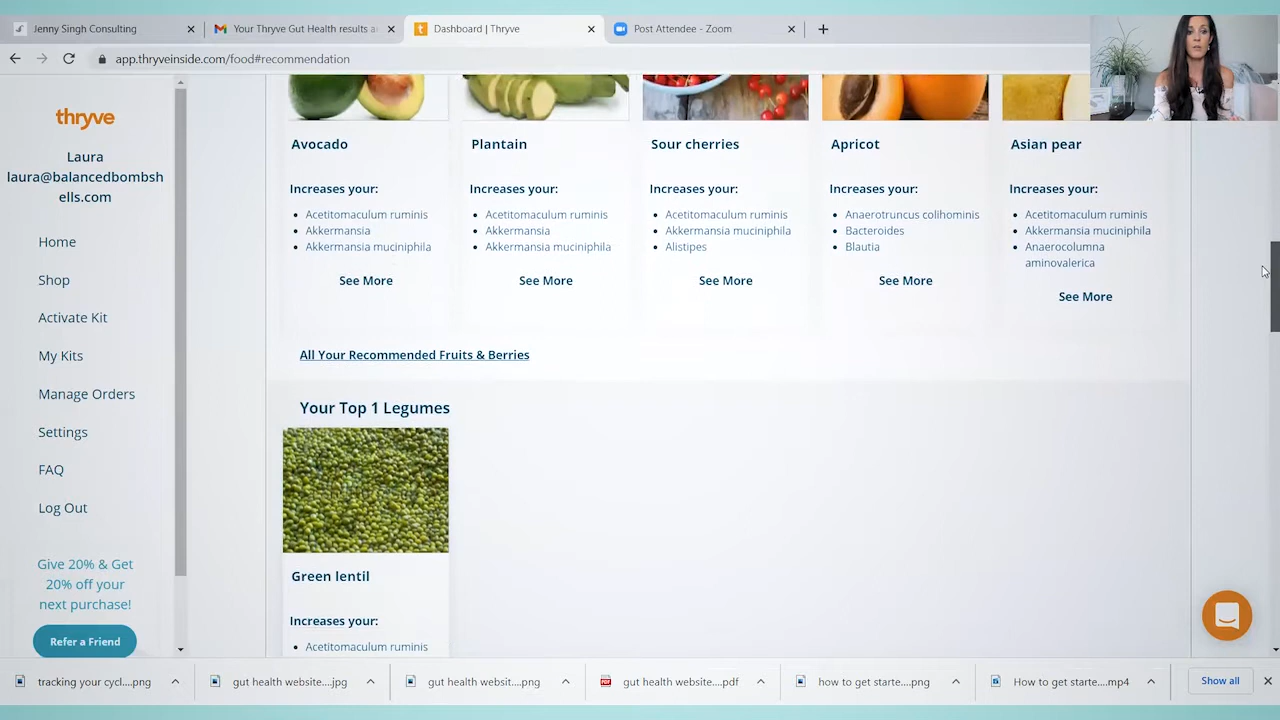 Jenny Singh Consulting
Your Thryve Gut Health results a
Dashboard | Thryve
Post Attendee - Zoom
app.thryveinside.com/food#recommendation
thryve
Laura
laura@balancedbombsh
ells.com
Home
Shop
Activate Kit
My Kits
Manage Orders
Settings
FAQ
Log Out
Give 20% & Get
20% off your
next purchase!
Refer a Friend
Avocado
Increases your:
Acetitomaculum ruminis
Akkermansia
Akkermansia muciniphila
See More
Plantain
Increases your:
Acetitomaculum ruminis
Akkermansia
Akkermansia muciniphila
See More
Sour cherries
Increases your:
Acetitomaculum ruminis
Akkermansia muciniphila
Alistipes
See More
Apricot
Increases your:
Anaerotruncus colihominis
Bacteroides
Blautia
See More
Asian pear
Increases your:
Acetitomaculum ruminis
Akkermansia muciniphila
Anaerocolumna
aminovalerica
See More
All Your Recommended Fruits & Berries
Your Top 1 Legumes
Green lentil
Increases your:
Acetitomaculum ruminis
tracking your cycl....png
gut health website....jpg
gut health websit....png
gut health website....pdf
how to get starte....png
How to get starte....mp4
Show all